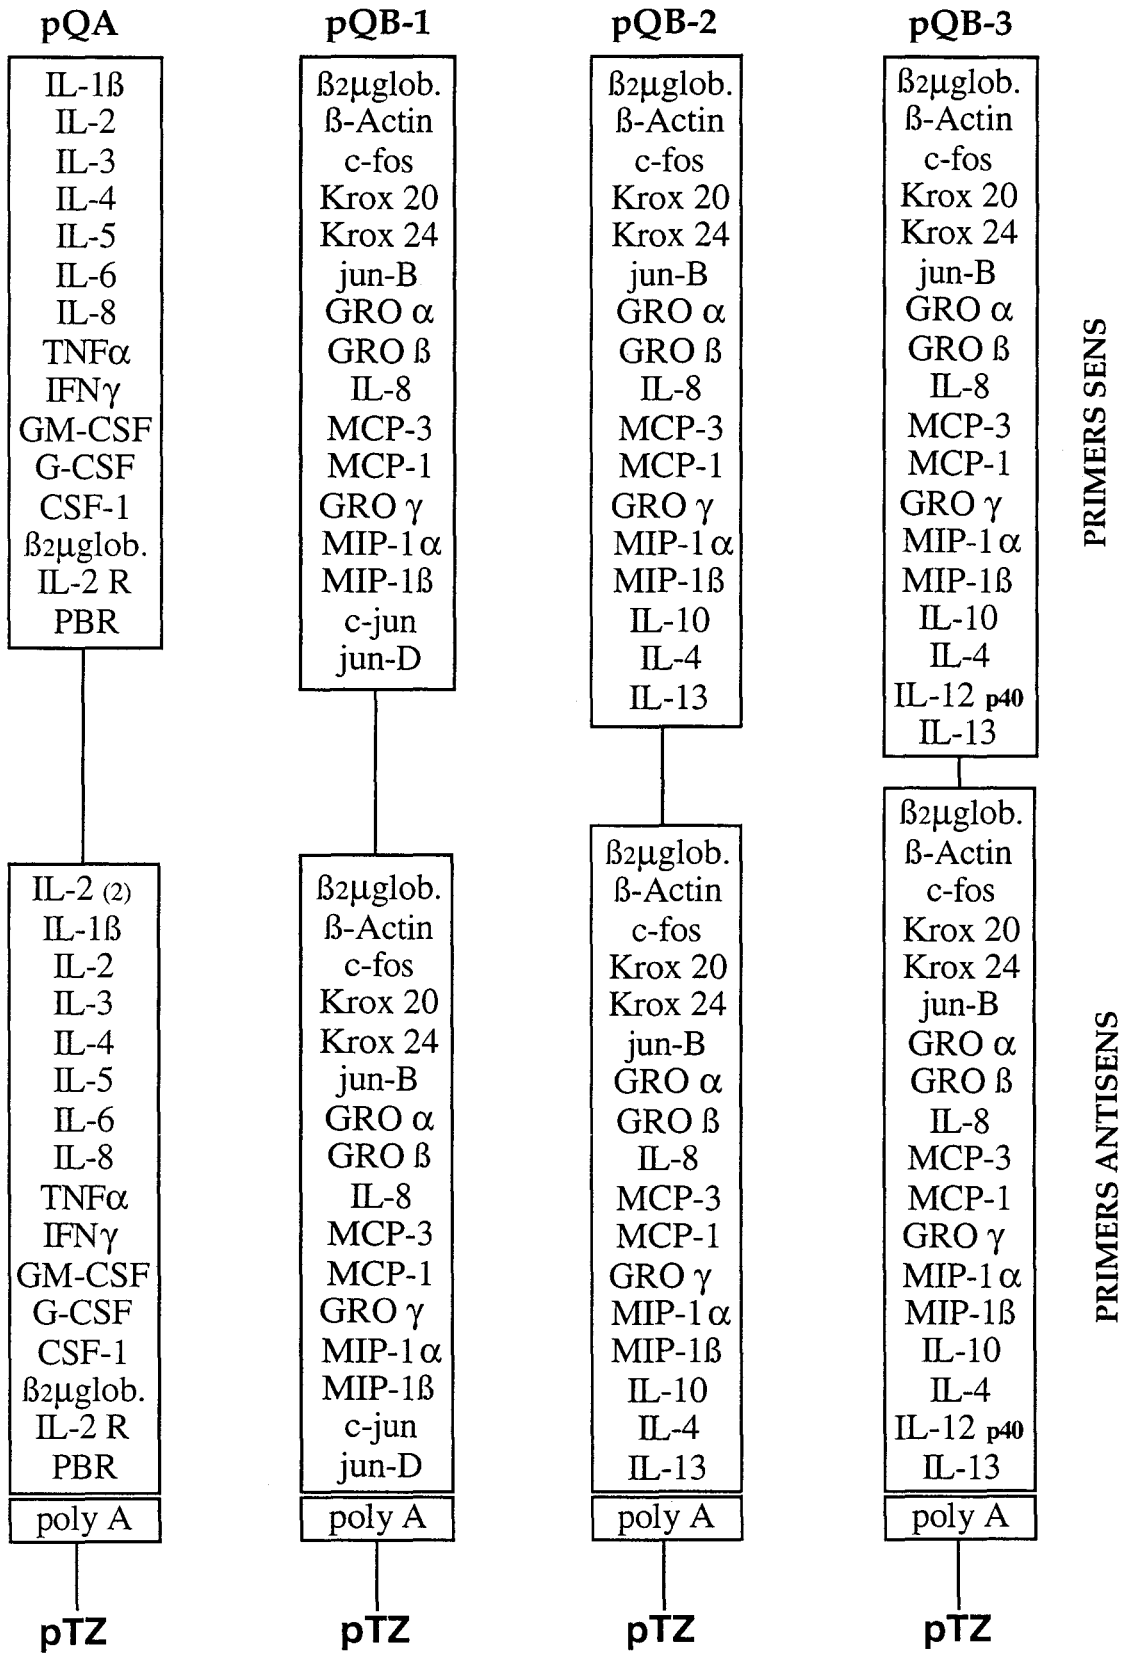 pQA
IL-1ß
IL-2
IL-3
IL-4
IL-5
IL-6
IL-8
TNFα
IFNγ
GM-CSF
G-CSF
CSF-1
ß2µglob.
IL-2 R
PBR
IL-2 (2)
IL-1ß
IL-2
IL-3
IL-4
IL-5
IL-6
IL-8
TNFα
IFNγ
GM-CSF
G-CSF
CSF-1
ß2µglob.
IL-2 R
PBR
poly A
pTZ
pQB-1
ß2µglob.
ß-Actin
c-fos
Krox 20
Krox 24
jun-B
GRO α
GRO ß
IL-8
MCP-3
MCP-1
GRO γ
MIP-1α
MIP-1ß
c-jun
jun-D
ß2µglob.
ß-Actin
c-fos
Krox 20
Krox 24
jun-B
GRO α
GRO ß
IL-8
MCP-3
MCP-1
GRO γ
MIP-1α
MIP-1ß
c-jun
jun-D
poly A
pTZ
pQB-2
ß2µglob.
ß-Actin
c-fos
Krox 20
Krox 24
jun-B
GRO α
GRO ß
IL-8
MCP-3
MCP-1
GRO γ
MIP-1α
MIP-1ß
IL-10
IL-4
IL-13
ß2µglob.
ß-Actin
c-fos
Krox 20
Krox 24
jun-B
GRO α
GRO ß
IL-8
MCP-3
MCP-1
GRO γ
MIP-1α
MIP-1ß
IL-10
IL-4
IL-13
poly A
pTZ
pQB-3
ß2µglob.
ß-Actin
c-fos
Krox 20
Krox 24
jun-B
GRO α
GRO ß
IL-8
MCP-3
MCP-1
GRO γ
MIP-1α
MIP-1ß
IL-10
IL-4
IL-12 p40
IL-13
ß2µglob.
ß-Actin
c-fos
Krox 20
Krox 24
jun-B
GRO α
GRO ß
IL-8
MCP-3
MCP-1
GRO γ
MIP-1α
MIP-1ß
IL-10
IL-4
IL-12 p40
IL-13
poly A
pTZ
PRIMERS SENS
PRIMERS ANTISENS